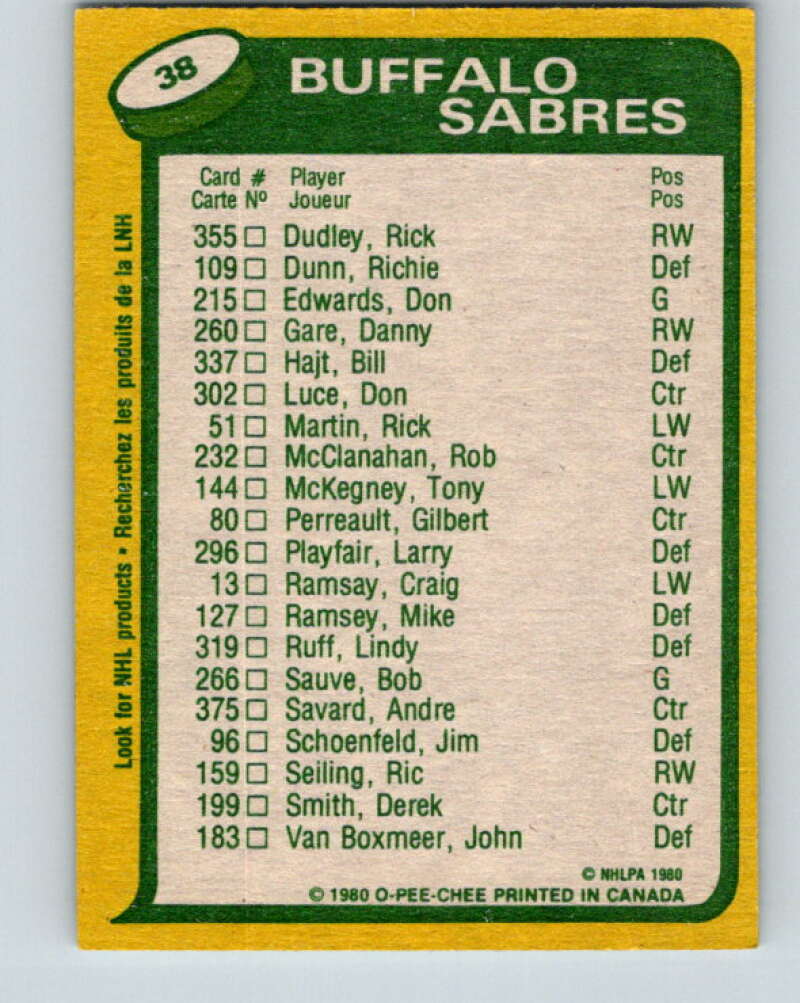 38
BUFFALO
SABRES
Card # Player Pos
Carte Nº Joueur Pos
355 □ Dudley, Rick RW
109 □ Dunn, Richie Def
215 □ Edwards, Don G
260 □ Gare, Danny RW
337 □ Hajt, Bill Def
302 □ Luce, Don Ctr
51 □ Martin, Rick LW
232 □ McClanahan, Rob Ctr
144 □ McKegney, Tony LW
80 □ Perreault, Gilbert Ctr
296 □ Playfair, Larry Def
13 □ Ramsay, Craig LW
127 □ Ramsey, Mike Def
319 □ Ruff, Lindy Def
266 □ Sauve, Bob G
375 □ Savard, Andre Ctr
96 □ Schoenfeld, Jim Def
159 □ Seiling, Ric RW
199 □ Smith, Derek Ctr
183 □ Van Boxmeer, John Def
© NHLPA 1980
© 1980 O-PEE-CHEE PRINTED IN CANADA
Look for NHL products • Recherchez les produits de la LNH